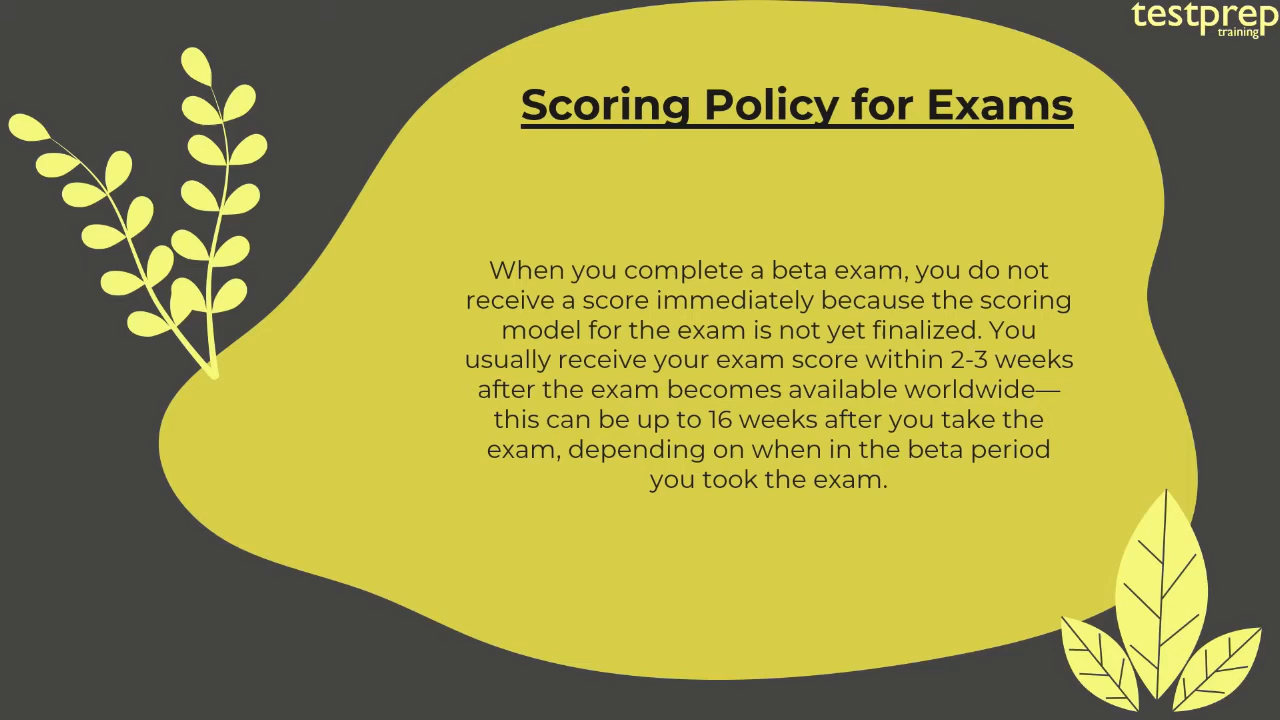 testprep
training
Scoring Policy for Exams
When you complete a beta exam, you do not
receive a score immediately because the scoring
model for the exam is not yet finalized. You
usually receive your exam score within 2-3 weeks
after the exam becomes available worldwide—
this can be up to 16 weeks after you take the
exam, depending on when in the beta period
you took the exam.